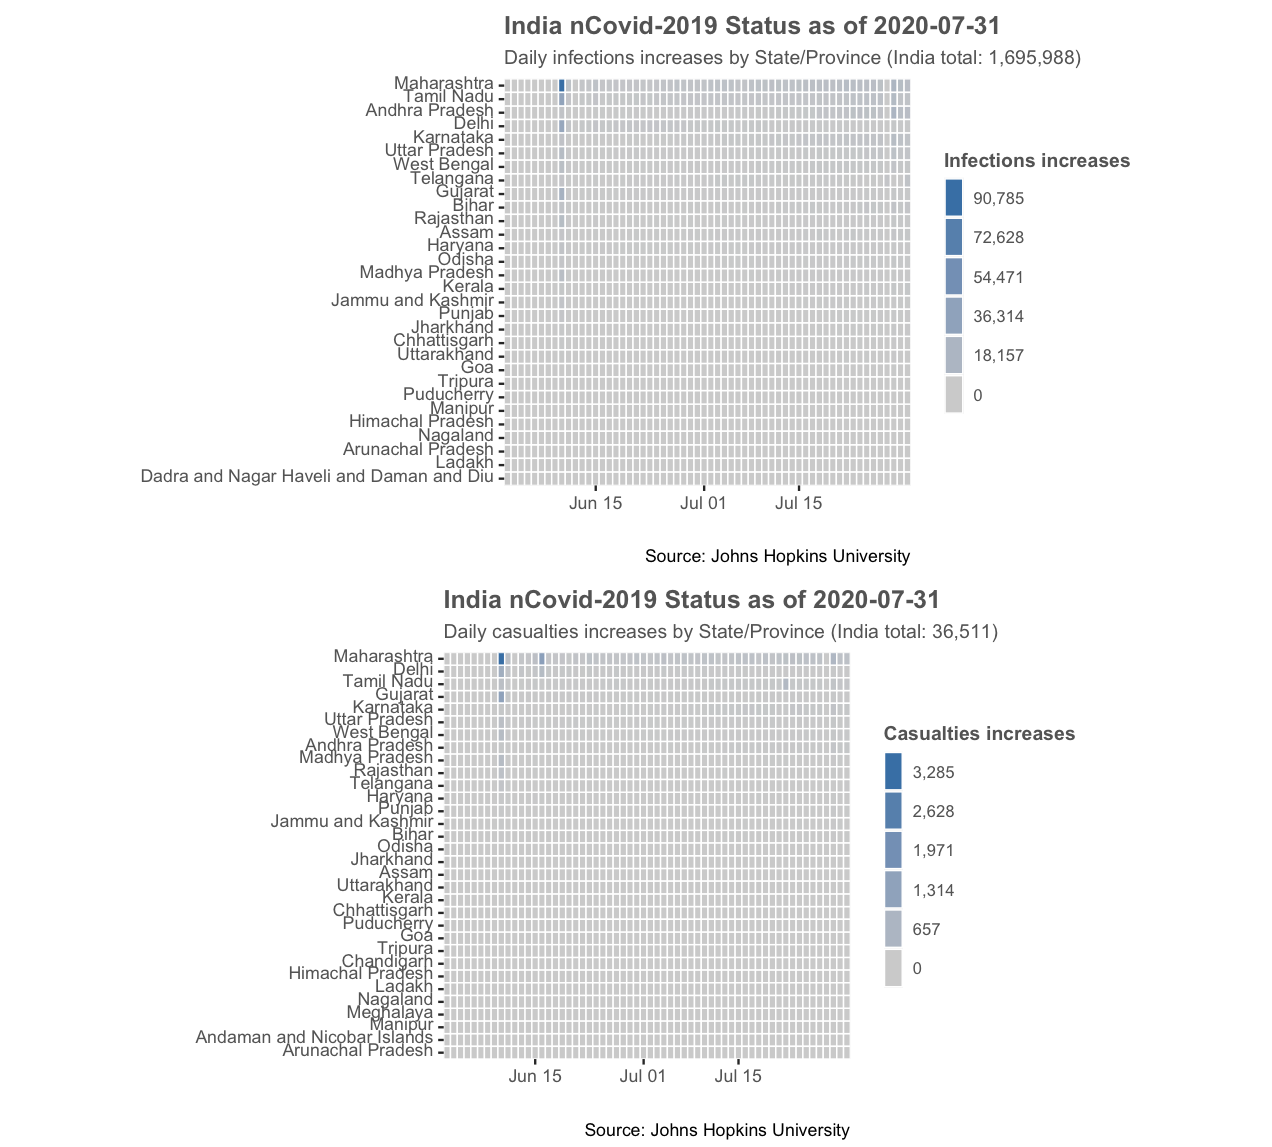 India nCovid-2019 Status as of 2020-07-31
Daily infections increases by State/Province (India total: 1,695,988)
Maharashtra
Tamil Nadu
Andhra Pradesh
Delhi
Karnataka
Uttar Pradesh
West Bengal
Telangana
Gujarat
Bihar
Rajasthan
Assam
Haryana
Odisha
Madhya Pradesh
Kerala
Jammu and Kashmir
Punjab
Jharkhand
Chhattisgarh
Uttarakhand
Goa
Tripura
Puducherry
Manipur
Himachal Pradesh
Nagaland
Arunachal Pradesh
Ladakh
Dadra and Nagar Haveli and Daman and Diu
Jun 15
Jul 01
Jul 15
Infections increases
90,785
72,628
54,471
36,314
18,157
0
Source: Johns Hopkins University
India nCovid-2019 Status as of 2020-07-31
Daily casualties increases by State/Province (India total: 36,511)
Maharashtra
Delhi
Tamil Nadu
Gujarat
Karnataka
Uttar Pradesh
West Bengal
Andhra Pradesh
Madhya Pradesh
Rajasthan
Telangana
Haryana
Punjab
Jammu and Kashmir
Bihar
Odisha
Jharkhand
Assam
Uttarakhand
Kerala
Chhattisgarh
Puducherry
Goa
Tripura
Chandigarh
Himachal Pradesh
Ladakh
Nagaland
Meghalaya
Manipur
Andaman and Nicobar Islands
Arunachal Pradesh
Jun 15
Jul 01
Jul 15
Casualties increases
3,285
2,628
1,971
1,314
657
0
Source: Johns Hopkins University